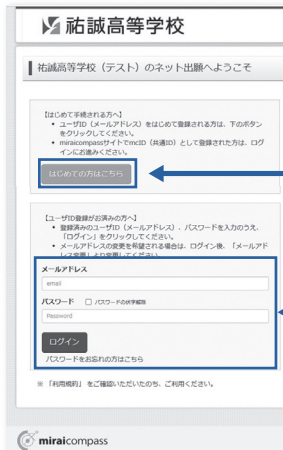 祐誠高等学校
祐誠高等学校（テスト）のネット出願へようこそ
【はじめて手続される方へ】
• ユーザID（メールアドレス）をはじめて登録される方は、下のボタン
をクリックしてください。
• miraicompassサイトでmcID（共通ID）として登録された方は、ログ
インにお進みください。
はじめての方はこちら
【ユーザID登録がお済みの方へ】
• 登録済みのユーザID（メールアドレス）、パスワードを入力のうえ、
「ログイン」をクリックしてください。
• メールアドレスの変更を希望される場合は、ログイン後、「メールアド
レス変更」より変更してください。
メールアドレス
email
パスワード □ パスワードの伏字解除
Password
ログイン
パスワードをお忘れの方はこちら
※ 「利用規約」 をご確認いただいたのち、ご利用ください。
miraicompass